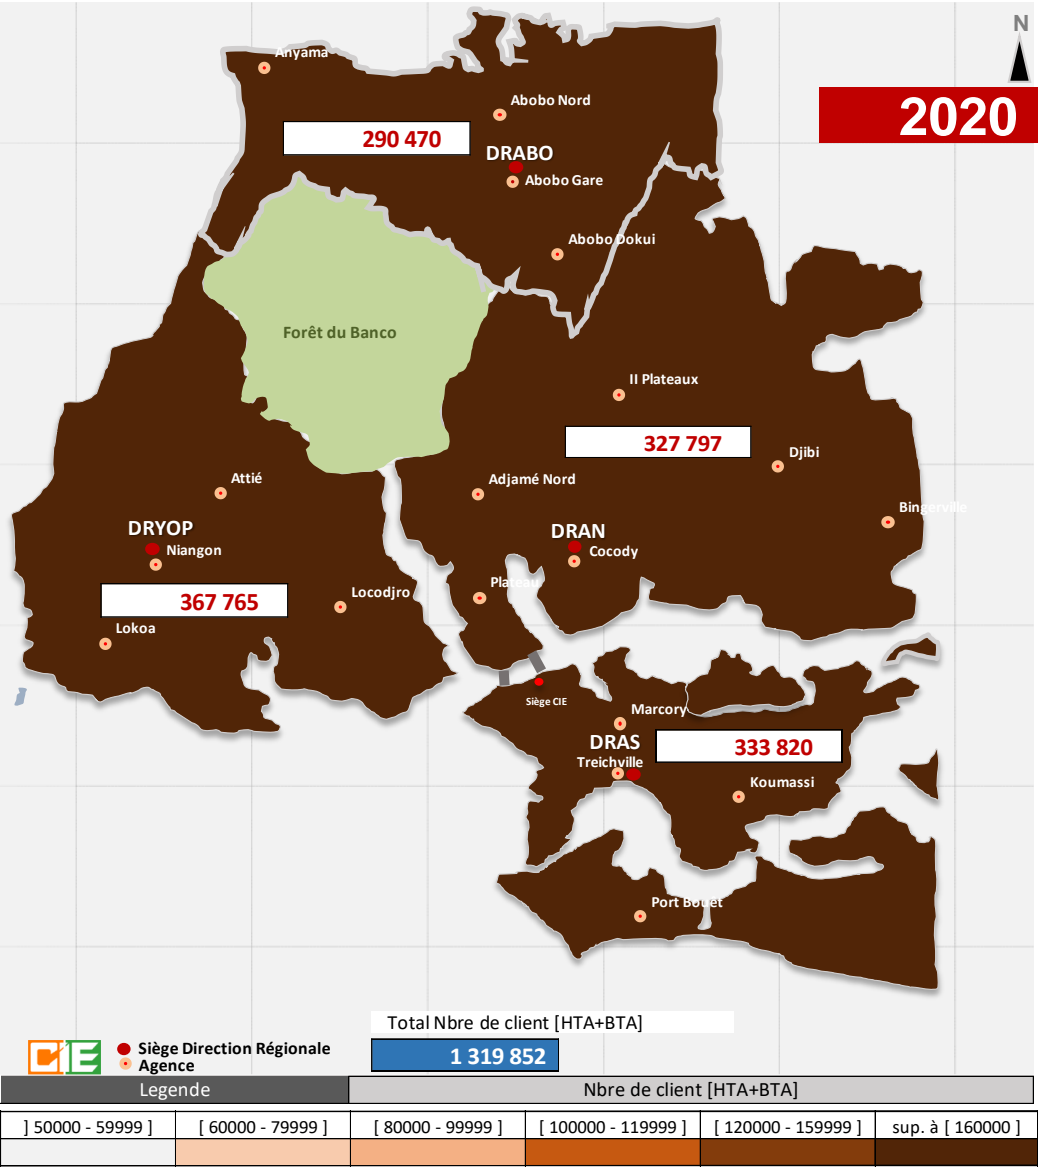 N
Anyama
2020
Abobo Nord
290 470
DRABO
Abobo Gare
Abobo Dokui
Forêt du Banco
II Plateaux
327 797
Djibi
Attié
Adjamé Nord
Bingerville
DRYOP
Niangon
DRAN
Cocody
367 765
Locodjro
Plateau
Lokoa
Siège CIE
Marcory
DRAS
333 820
Treichville
Koumassi
Port Bouet
Total Nbre de client [HTA+BTA]
1 319 852
CIE
Siège Direction Régionale
Agence
Legende
Nbre de client [HTA+BTA]
] 50000 - 59999 ]
[ 60000 - 79999 ]
[ 80000 - 99999 ]
[ 100000 - 119999 ]
[ 120000 - 159999 ]
sup. à [ 160000 ]